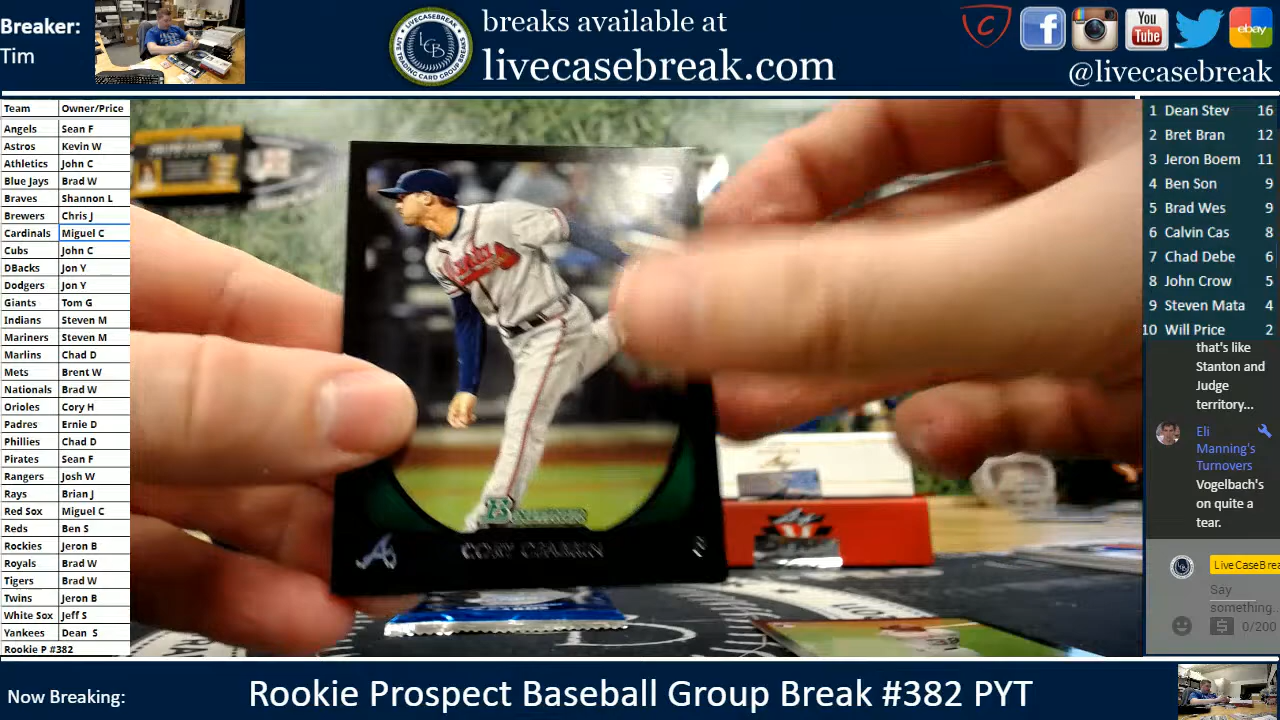 Breaker:
Tim
breaks available at
livecasebreak.com
LIVECASEBREAK
LCB
You
Tube
ebay
@livecasebreak
Team Owner/Price
Angels Sean F
Astros Kevin W
Athletics John C
Blue Jays Brad W
Braves Shannon L
Brewers Chris J
Cardinals Miguel C
Cubs John C
DBacks Jon Y
Dodgers Jon Y
Giants Tom G
Indians Steven M
Mariners Steven M
Marlins Chad D
Mets Brent W
Nationals Brad W
Orioles Cory H
Padres Ernie D
Phillies Chad D
Pirates Sean F
Rangers Josh W
Rays Brian J
Red Sox Miguel C
Reds Ben S
Rockies Jeron B
Royals Brad W
Tigers Brad W
Twins Jeron B
White Sox Jeff S
Yankees Dean S
Rookie P #382
Bowman
1 Dean Stev 16
2 Bret Bran 12
3 Jeron Boem 11
4 Ben Son 9
5 Brad Wes 9
6 Calvin Cas 8
7 Chad Debe 6
8 John Crow 5
9 Steven Mata 4
10 Will Price 2
that's like
Stanton and
Judge
territory...
Eli
Manning's
Turnovers
Vogelbach's
on quite a
tear.
LiveCaseBrea
Say
something...
0/200
Now Breaking:
Rookie Prospect Baseball Group Break #382 PYT